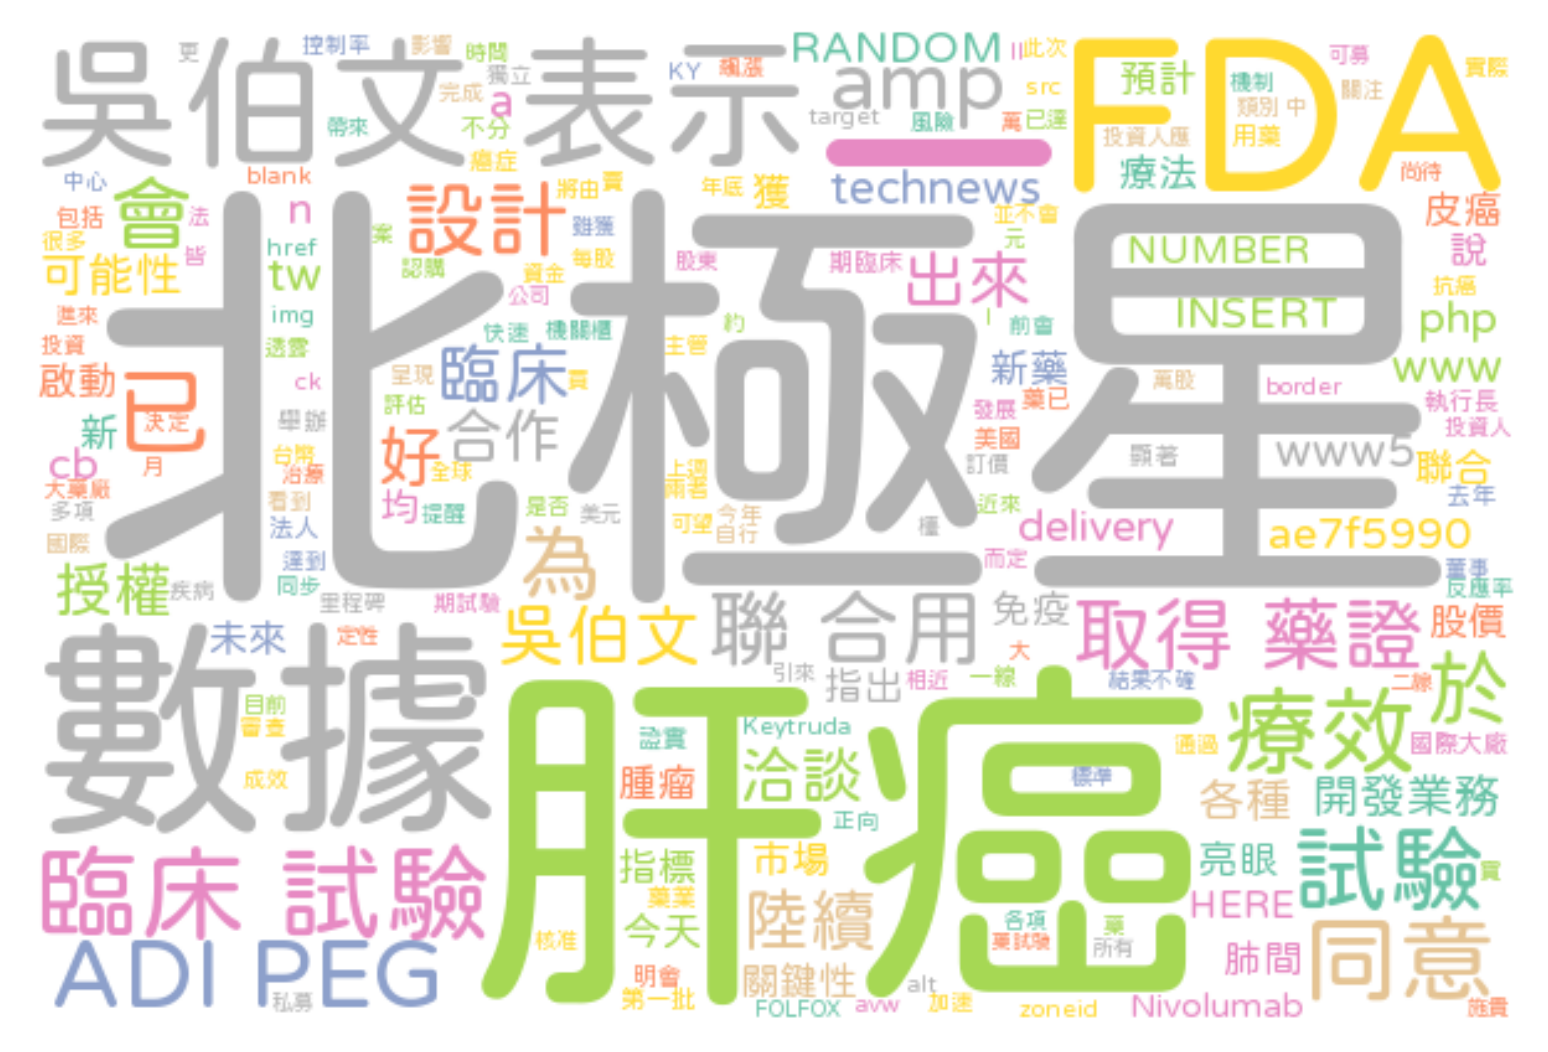 吳伯文表示
更
控制率
影響
時間
獨立
完成
a
KY
飆漲
RANDOM
amp
target
風險
萬
已達
此次
src
FDA
預計
機制
可募
類別 中
關注
實際
投資人應
用藥
療法
尚待
帶來
不分
癌症
中心
會
blank
包括
法
n
設計
將由
賣
年底
獲
technews
並不會
皮癌
很多
皆
href
案
雖獲
元
NUMBER
說
可能性
tw
認購
資金
每股
股東
期臨床
出來
公司
抗癌
進來
img
快速
機關櫃
約
前會
INSERT
php
投資
透露
主管
啟動
已
ck
呈現
臨床
買
新藥
萬股
border
www
北極星
評估
發展
藥已
執行長
新
決定
舉辦
合作
美國
投資人
cb
月
台幣
好
顯著
www5
治療
全球
上週
訂價
聯合
大藥廠
看到
均
提醒
是否
美元
兩者
近來
去年
多項
法人
可望
今年
自行
delivery
ae7f5990
國際
達到
為
而定
董事
授權
疾病
同步
反應率
里程碑
期試驗
數據
未來
定性
吳伯文
聯 合用
免疫
取得 藥證
股價
大
目前
引來
指出
相近
一線
結果不確
二線
於
審查
肝癌
證實
Keytruda
療效
通過
國際大廠
成效
腫瘤
洽談
標準
各種
開發業務
正向
臨床 試驗
指標
市場
亮眼
試驗
藥業
HERE
ADI PEG
核准
今天
陸續
各項
藥試驗
藥
所有
同意
私募
明會
關鍵性
肺間
第一批
FOLFOX
avw
alt
加速
zoneid
Nivolumab